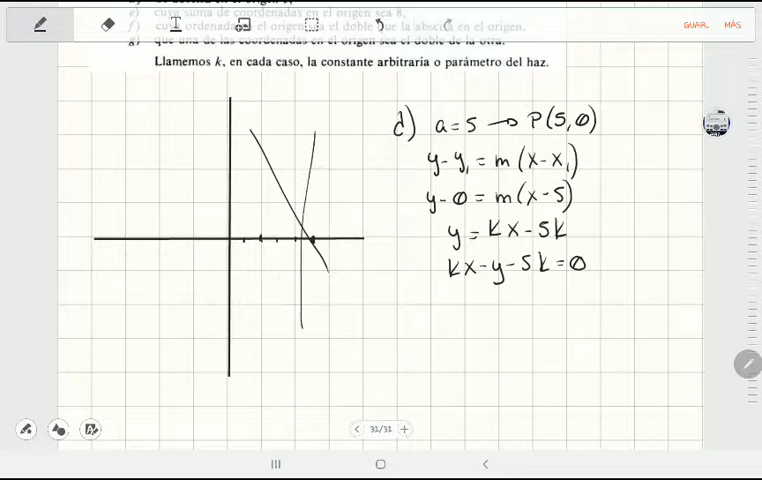 GUAR. MÁS
e) cuya suma de coordenadas en el origen sea 8,
f) cuya ordenada en el origen sea el doble que la abscisa en el origen,
g) que una de las coordenadas en el origen sea el doble de la otra.
Llamemos k, en cada caso, la constante arbitraria o parámetro del haz.
d) a = 5 → P(5,0)
y-y₁ = m(x-x₁)
y-0 = m(x-5)
y = kx-5k
kx-y-5k=0
31/31